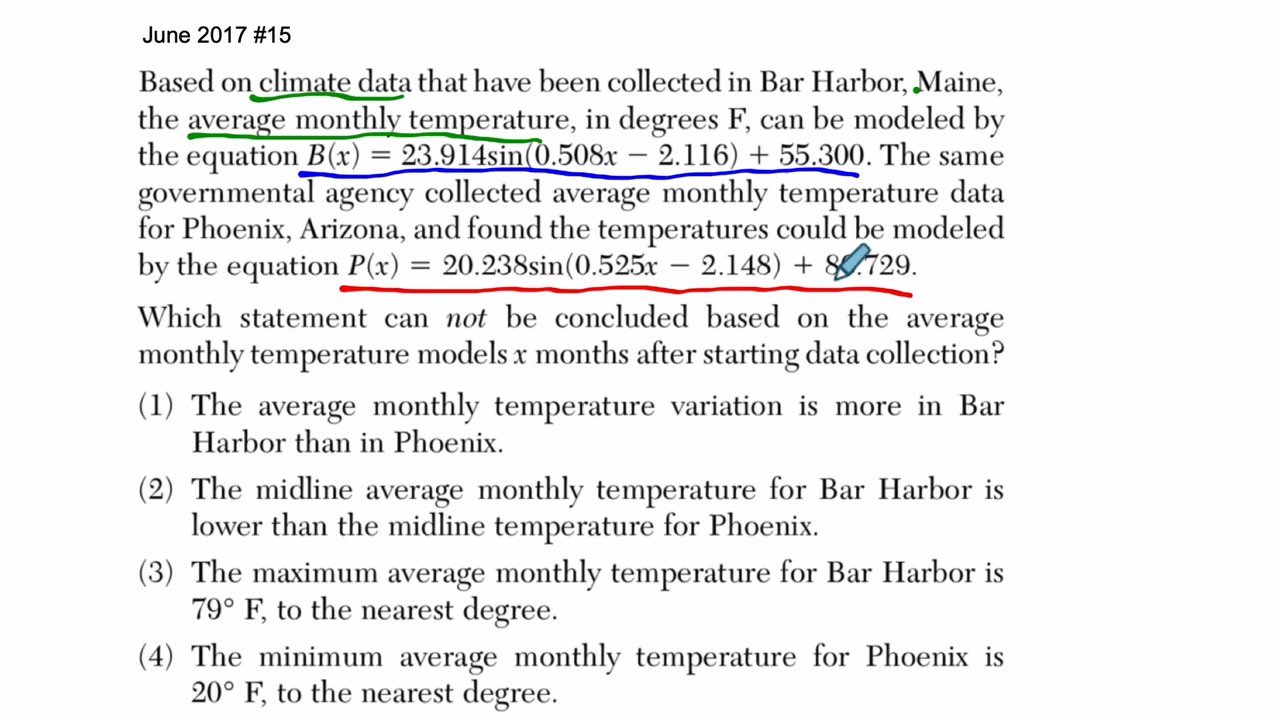 June 2017 #15
Based on climate data that have been collected in Bar Harbor, Maine,
the average monthly temperature, in degrees F, can be modeled by
the equation B(x) = 23.914sin(0.508x − 2.116) + 55.300. The same
governmental agency collected average monthly temperature data
for Phoenix, Arizona, and found the temperatures could be modeled
by the equation P(x) = 20.238sin(0.525x − 2.148) +
Which statement can not be concluded based on the average
monthly temperature models x months after starting data collection?
(1) The average monthly temperature variation is more in Bar
Harbor than in Phoenix.
(2) The midline average monthly temperature for Bar Harbor is
lower than the midline temperature for Phoenix.
(3) The maximum average monthly temperature for Bar Harbor is
79° F, to the nearest degree.
(4) The minimum average monthly temperature for Phoenix is
20° F, to the nearest degree.